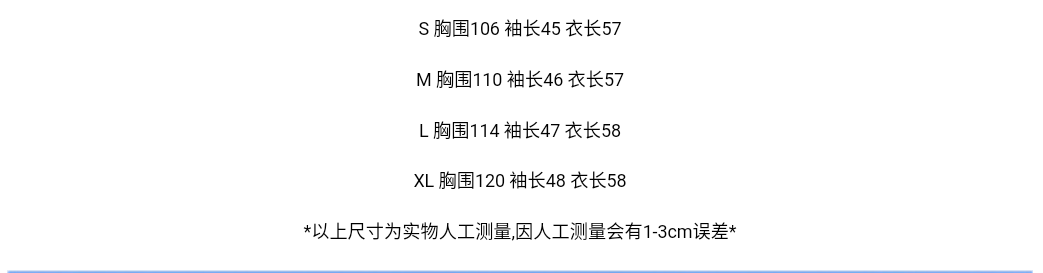 S 胸围106 袖长45 衣长57
M 胸围110 袖长46 衣长57
L 胸围114 袖长47 衣长58
XL 胸围120 袖长48 衣长58
*以上尺寸为实物人工测量,因人工测量会有1-3cm误差*